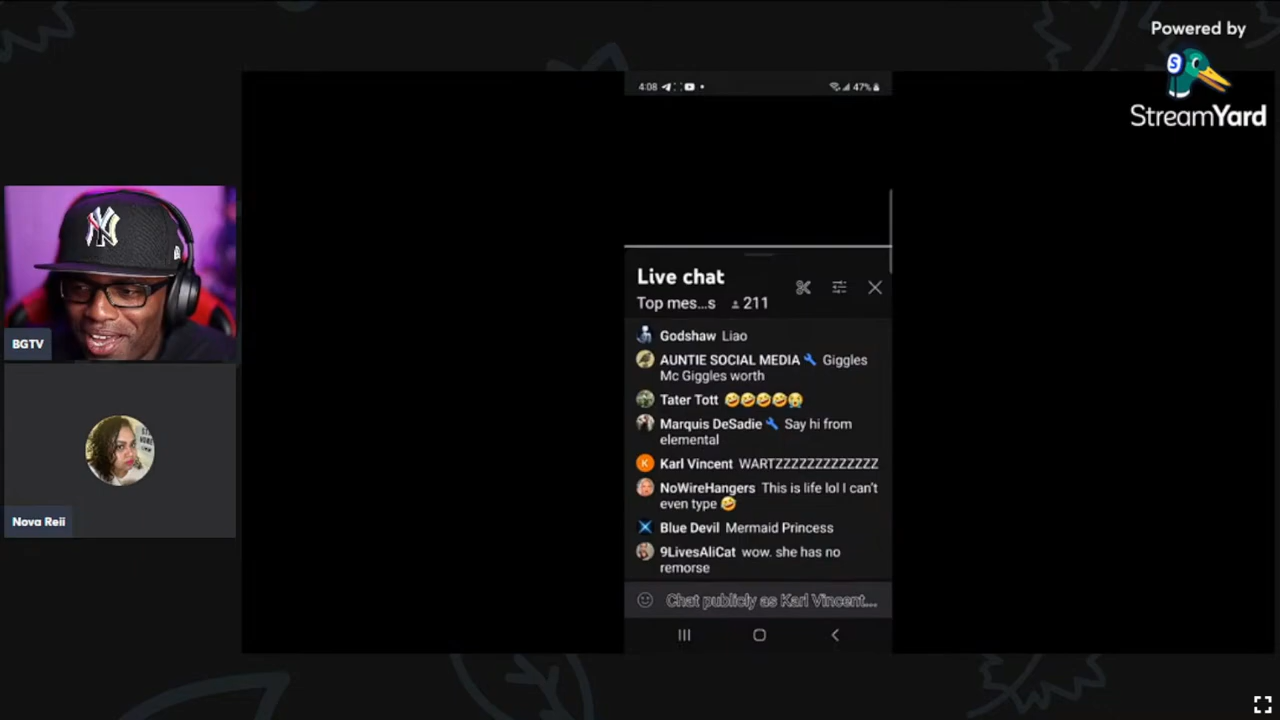 Powered by
StreamYard
4:08
47%
Live chat
Top mes...s 211
Godshaw Liao
AUNTIE SOCIAL MEDIA Giggles
Mc Giggles worth
Tater Tott
Marquis DeSadie Say hi from
elemental
Karl Vincent WARTZZZZZZZZZZZZZ
NoWireHangers This is life lol I can't
even type
Blue Devil Mermaid Princess
9LivesAliCat wow. she has no
remorse
Chat publicly as Karl Vincent...
NY
BGTV
Nova Reii